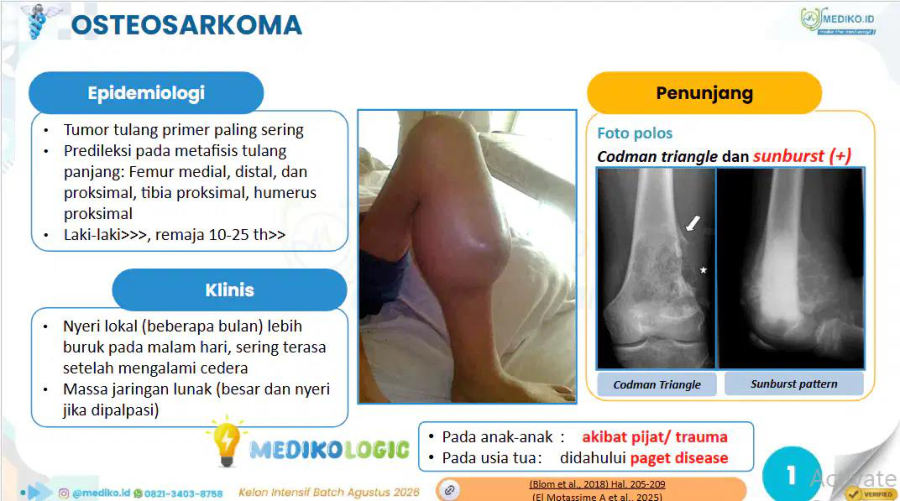 OSTEOSARKOMA
MEDIKO.ID
Epidemiologi
• Tumor tulang primer paling sering
• Predileksi pada metafisis tulang
panjang: Femur medial, distal, dan
proksimal, tibia proksimal, humerus
proksimal
• Laki-laki>>>, remaja 10-25 th>>
Klinis
• Nyeri lokal (beberapa bulan) lebih
buruk pada malam hari, sering terasa
setelah mengalami cedera
• Massa jaringan lunak (besar dan nyeri
jika dipalpasi)
Penunjang
Foto polos
Codman triangle dan sunburst (+)
Codman Triangle
Sunburst pattern
MEDIKOLOGIC
• Pada anak-anak : akibat pijat/ trauma
• Pada usia tua: didahului paget disease
@mediko.id 0821-3403-8758 Kelon Intensif Batch Agustus 2026
(Blom et al., 2018) Hal. 205-209
(El Motassime A et al., 2025)
1
Activate
VERIFIED